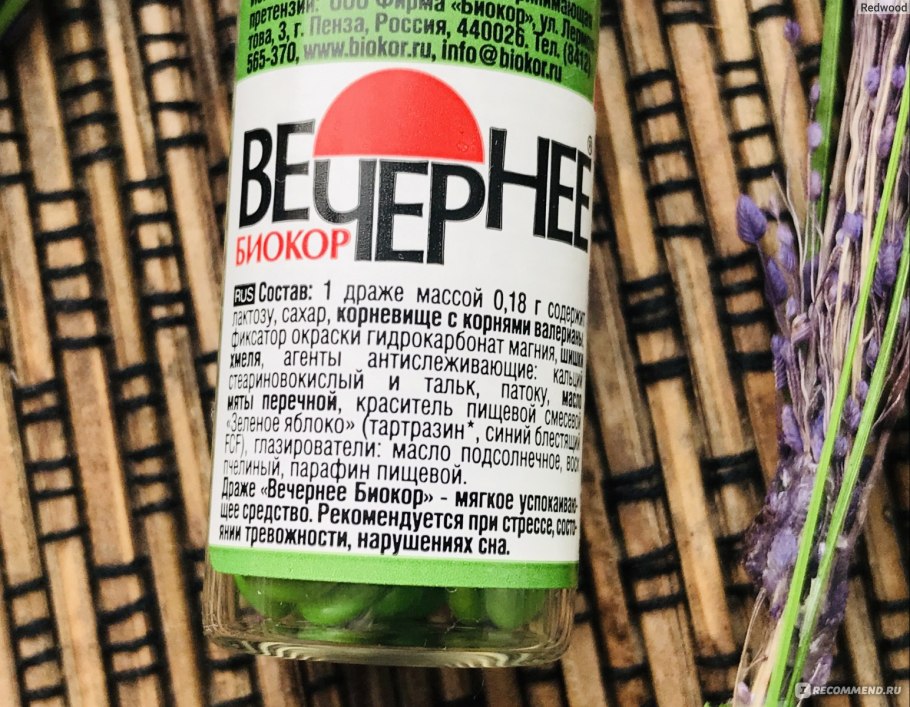 Redwood
претензии: ООО Фирма «Биокор», ул. Лермон-
това, 3, г. Пенза, Россия, 440026. Тел. (8412)
565-370, www.biokor.ru, info@biokor.ru
ВЕЧЕРНЕЕ®
БИОКОР
RUS Состав: 1 драже массой 0,18 г содержит
лактозу, сахар, корневище с корнями валерианы,
фиксатор окраски гидрокарбонат магния, шишки
хмеля, агенты антислеживающие: кальций
стеариновокислый и тальк, патоку, масло
мяты перечной, краситель пищевой смесевой
«Зеленое яблоко» (тартразин*, синий блестящий
FCF), глазирователи: масло подсолнечное, воск
пчелиный, парафин пищевой.
Драже «Вечернее Биокор» - мягкое успокаиваю-
щее средство. Рекомендуется при стрессе, состо-
янии тревожности, нарушениях сна.
RECOMMEND.RU